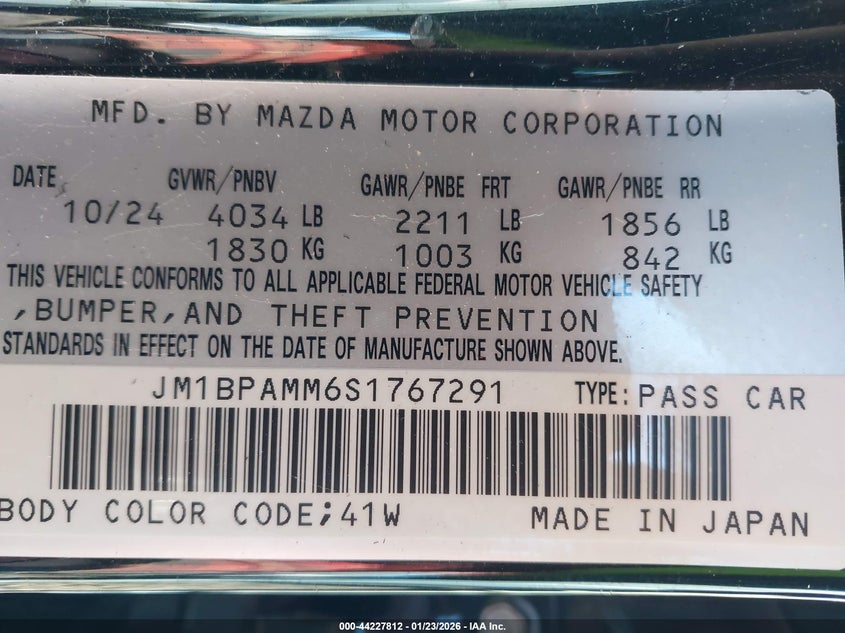 MFD. BY MAZDA MOTOR CORPORATION
DATE GVWR/PNBV GAWR/PNBE FRT GAWR/PNBE RR
10/24 4034 LB 2211 LB 1856 LB
1830 KG 1003 KG 842 KG
THIS VEHICLE CONFORMS TO ALL APPLICABLE FEDERAL MOTOR VEHICLE SAFETY
,BUMPER,AND THEFT PREVENTION
STANDARDS IN EFFECT ON THE DATE OF MANUFACTURE SHOWN ABOVE.
JM1BPAMM6S1767291 TYPE: PASS CAR
BODY COLOR CODE;41W MADE IN JAPAN
000-44227812 - 01/23/2026 - IAA Inc.